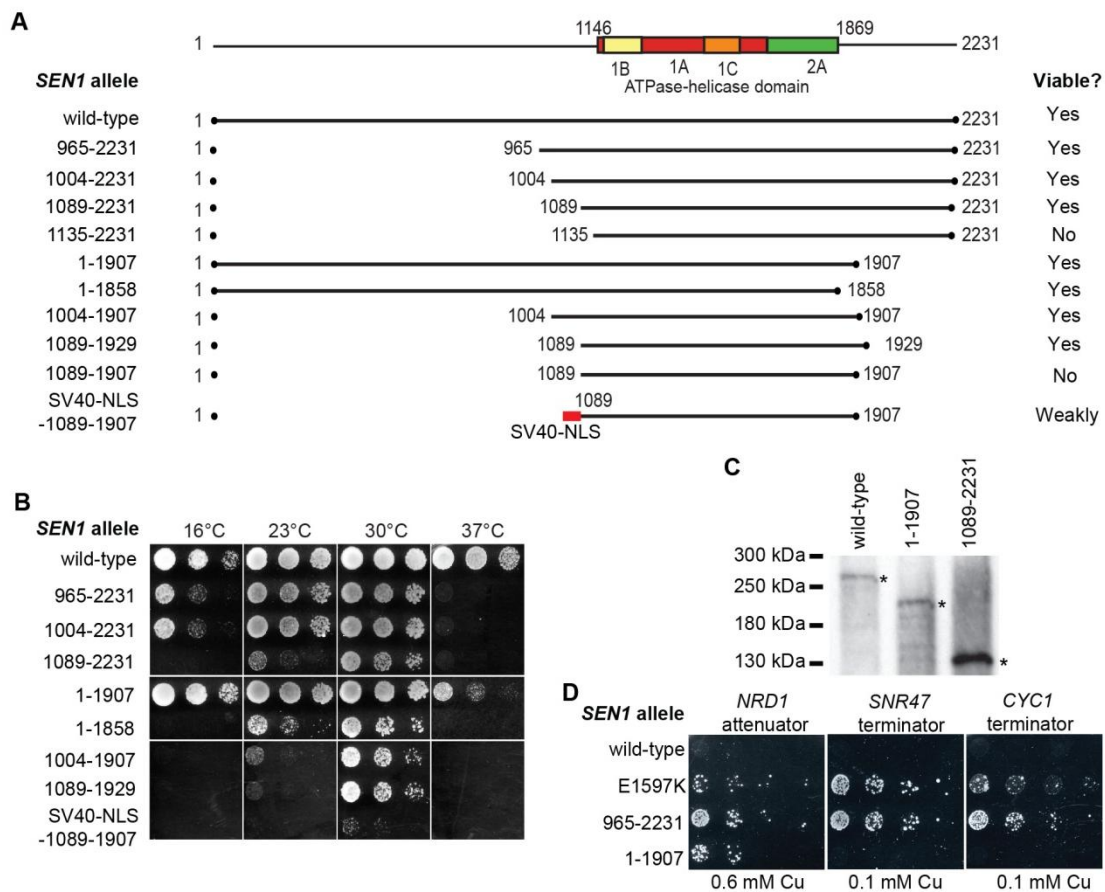 A
1 1146 1869 2231
1B 1A 1C 2A
ATPase-helicase domain
SEN1 allele Viable?
wild-type 1 2231 Yes
965-2231 1 965 2231 Yes
1004-2231 1 1004 2231 Yes
1089-2231 1 1089 2231 Yes
1135-2231 1 1135 2231 No
1-1907 1 1907 Yes
1-1858 1 1858 Yes
1004-1907 1 1004 1907 Yes
1089-1929 1 1089 1929 Yes
1089-1907 1 1089 1907 No
SV40-NLS
-1089-1907 1 1089 1907 Weakly
SV40-NLS
B
SEN1 allele 16°C 23°C 30°C 37°C
wild-type
965-2231
1004-2231
1089-2231
1-1907
1-1858
1004-1907
1089-1929
SV40-NLS
-1089-1907
C
wild-type
1-1907
1089-2231
300 kDa
250 kDa *
180 kDa *
130 kDa *
D
SEN1 allele
NRD1 attenuator
SNR47 terminator
CYC1 terminator
wild-type
E1597K
965-2231
1-1907
0.6 mM Cu 0.1 mM Cu 0.1 mM Cu